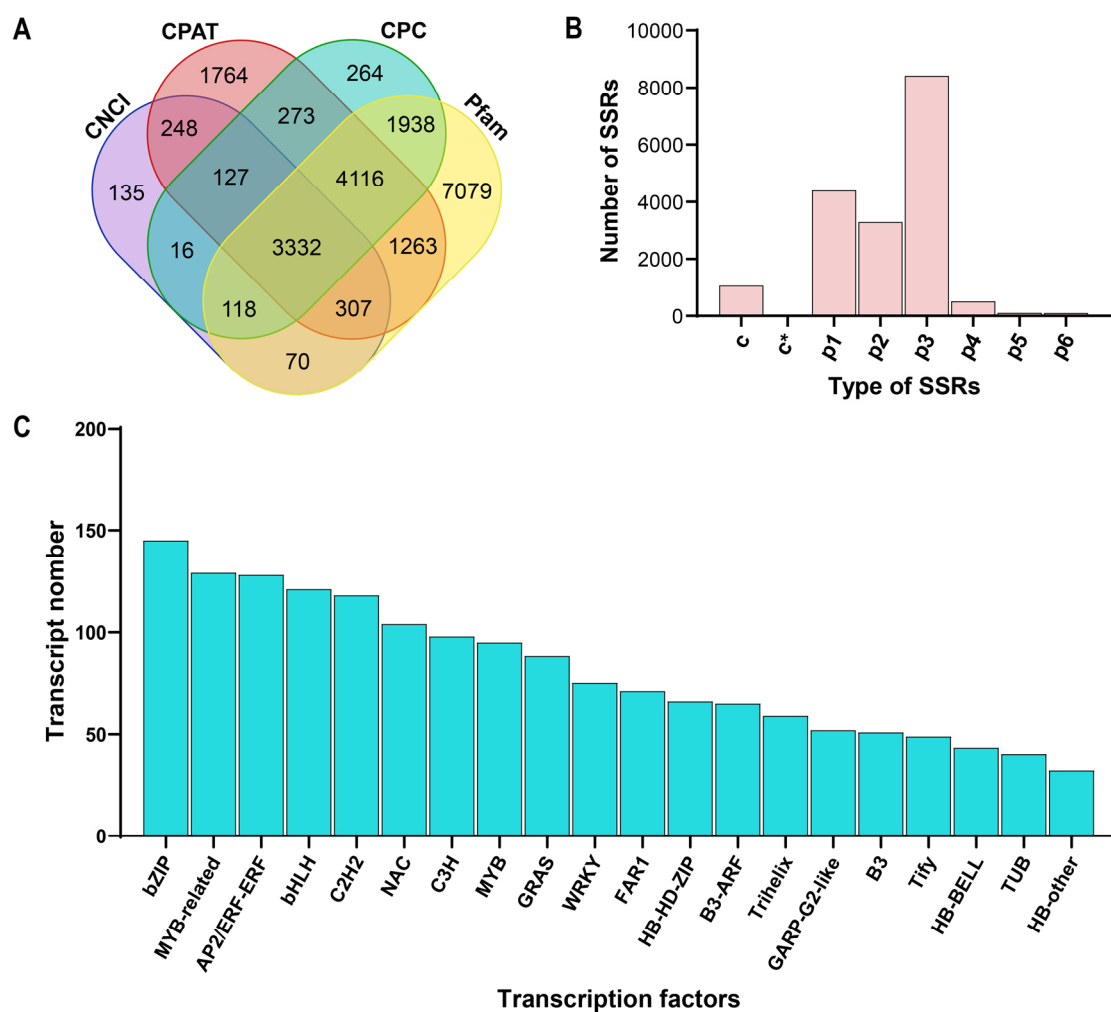 A
CPAT
CPC
CNCI
Pfam
1764
264
248
273
1938
135
127
4116
7079
16
3332
1263
118
307
70
B
Number of SSRs
10000
8000
6000
4000
2000
0
c
c*
p1
p2
p3
p4
p5
p6
Type of SSRs
C
Transcript nomber
200
150
100
50
0
bZIP
MYB-related
AP2/ERF-ERF
bHLH
C2H2
NAC
C3H
MYB
GRAS
WRKY
FAR1
HB-HD-ZIP
B3-ARF
Trihelix
GARP-G2-like
B3
Tify
HB-BELL
TUB
HB-other
Transcription factors